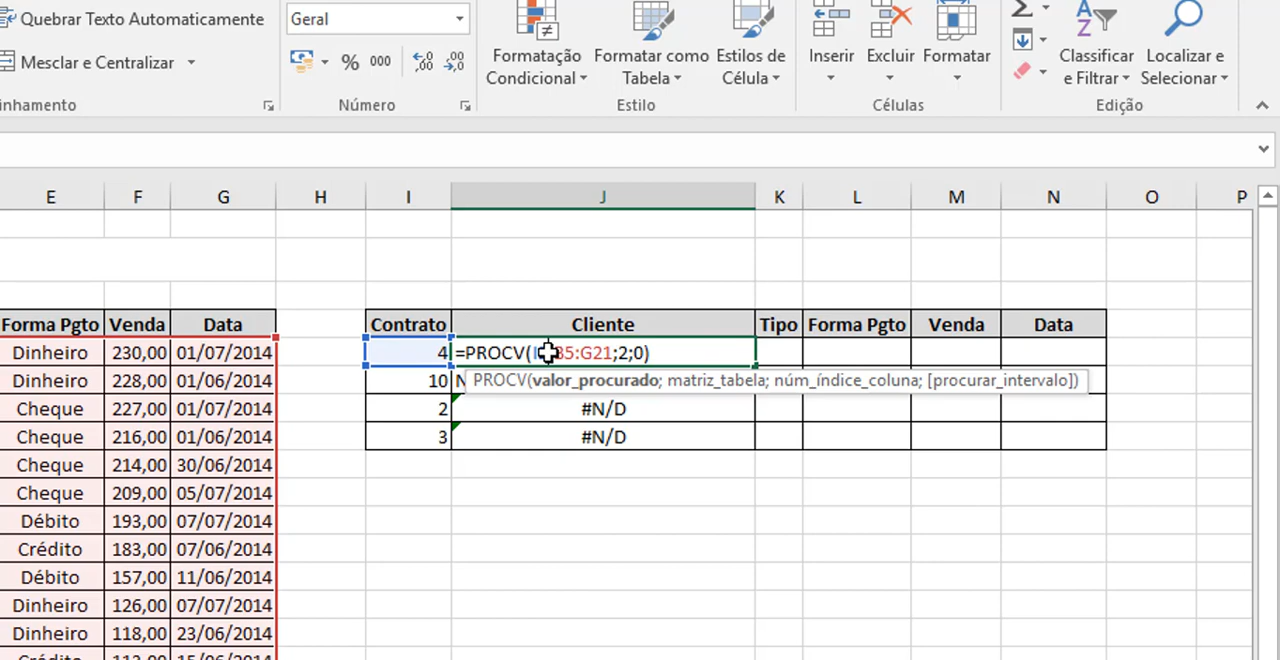 Quebrar Texto Automaticamente
Geral
Mesclar e Centralizar
% 000
,00
,00
Formatação Condicional
Formatar como Tabela
Estilos de Célula
Inserir
Excluir
Formatar
Classificar e Filtrar
Localizar e Selecionar
Número
Estilo
Células
Edição
E F G H I J K L M N O P
Forma Pgto Venda Data Contrato Cliente Tipo Forma Pgto Venda Data
Dinheiro 230,00 01/07/2014 4 =PROCV( :G21;2;0)
Dinheiro 228,00 01/06/2014 10 PROCV(valor_procurado; matriz_tabela; núm_índice_coluna; [procurar_intervalo])
Cheque 227,00 01/07/2014 2 #N/D
Cheque 216,00 01/06/2014 3 #N/D
Cheque 214,00 30/06/2014
Cheque 209,00 05/07/2014
Débito 193,00 07/07/2014
Crédito 183,00 07/06/2014
Débito 157,00 11/06/2014
Dinheiro 126,00 07/07/2014
Dinheiro 118,00 23/06/2014